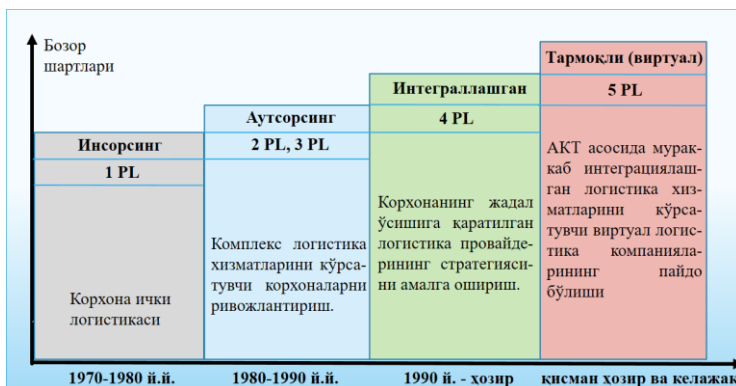 Бозор
шартлари
Инсорсинг
1 PL
Корхона ички
логистикаси
Аутсорсинг
2 PL, 3 PL
Комплекс логистика
хизматларини кўрса-
тувчи корхоналарни
ривожлантириш.
Интеграллашган
4 PL
Корхонанинг жадал
ўсишига қаратилган
логистика провайде-
рининг стратегияси-
ни амалга ошириш.
Тармоқли (виртуал)
5 PL
АКТ асосида мурак-
каб интеграциялаш-
ган логистика хиз-
матларини кўрса-
тувчи виртуал логис-
тика компанияла-
рининг пайдо
бўлиши
1970-1980 й.й.
1980-1990 й.й.
1990 й. - ҳозир
қисман ҳозир ва келажак